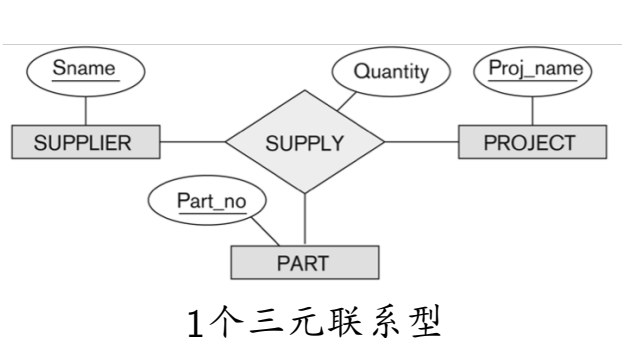 Sname
Quantity
Proj_name
SUPPLIER
SUPPLY
PROJECT
Part_no
PART
1个三元联系型